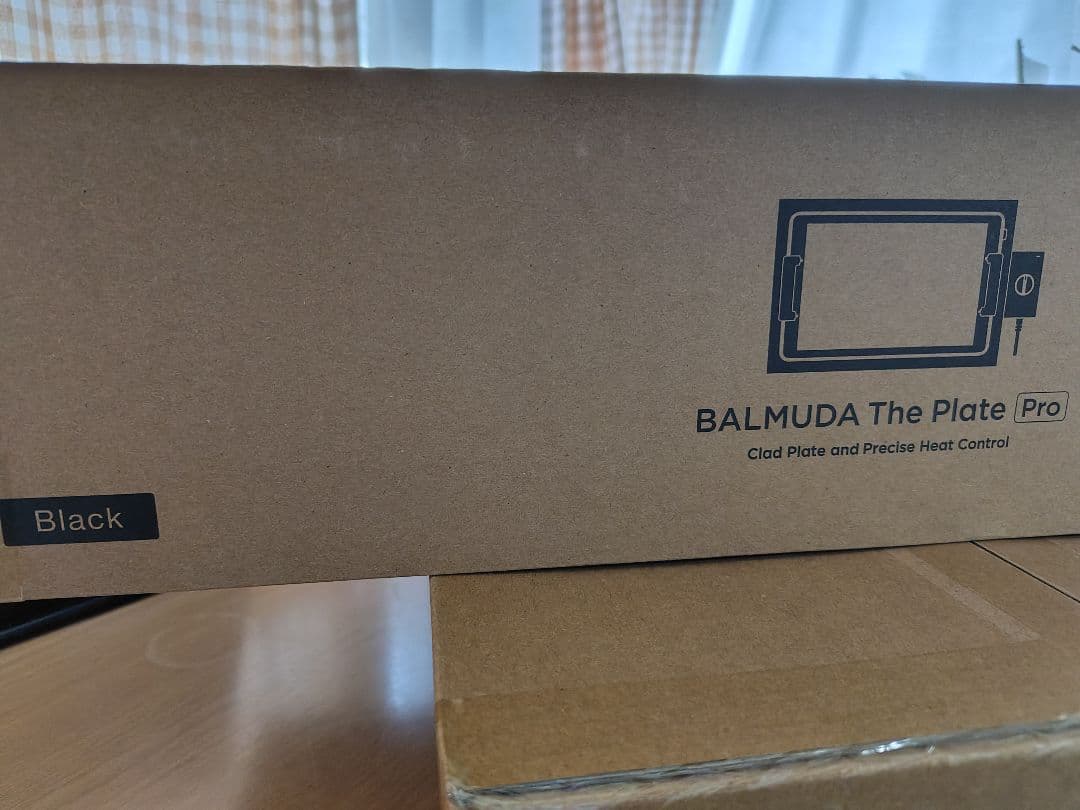 BALMUDA The Plate Pro
Clad Plate and Precise Heat Control
Black